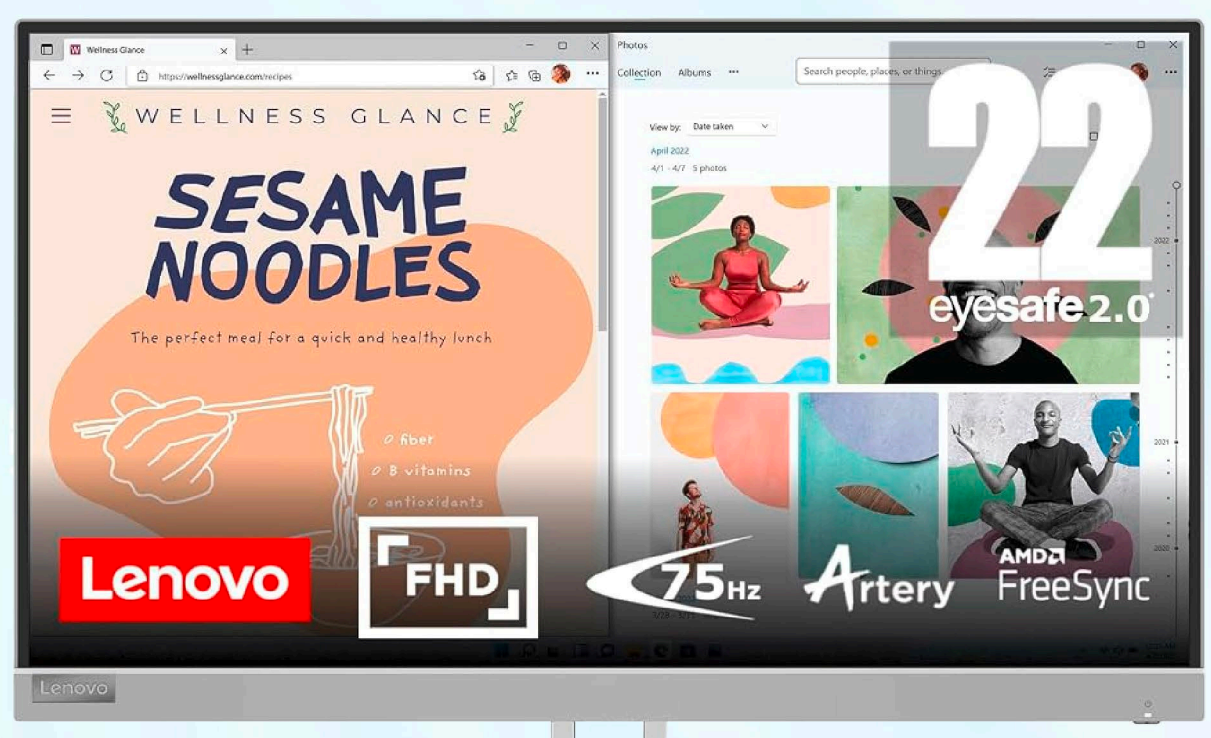 Wellness Glance
https://wellnessglance.com/recipes
WELLNESS GLANCE
SESAME
NOODLES
The perfect meal for a quick and healthy lunch
fiber
B vitamins
antioxidants
Photos
Collection Albums
Search people, places, or things
View by: Date taken
April 2022
4/1 - 4/7 5 photos
2022
2021
2020
22
eyesafe 2.0
Lenovo
FHD
75Hz
Artery
AMD
FreeSync
Lenovo